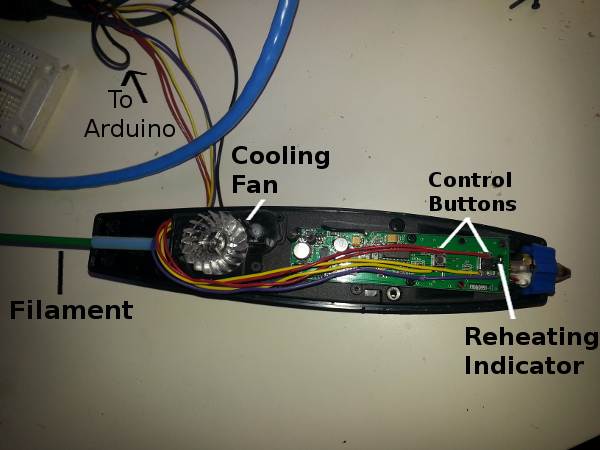 To
Arduino
Cooling
Fan
Control
Buttons
Filament
Reheating
Indicator